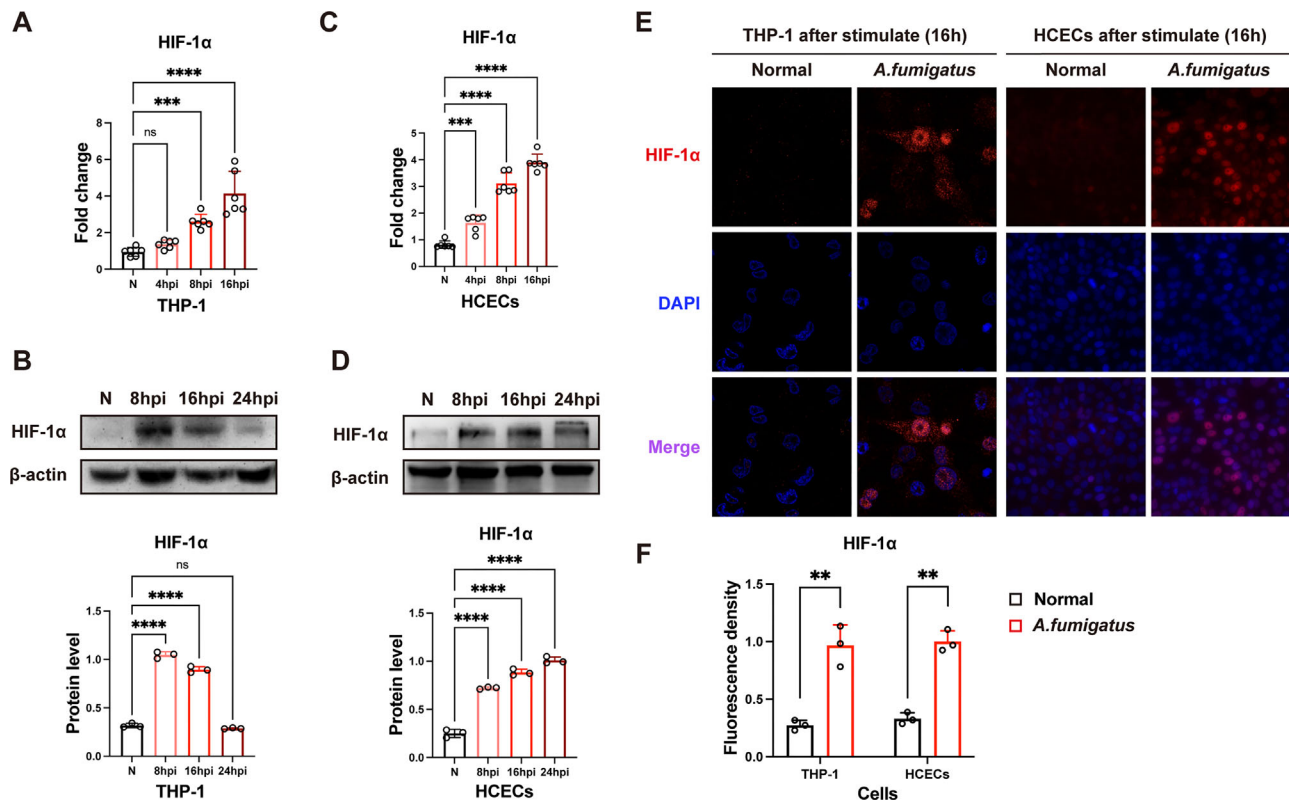 A
HIF-1α
****
***
ns
Fold change
8
6
4
2
0
N 4hpi 8hpi 16hpi
THP-1
C
HIF-1α
****
****
***
Fold change
5
4
3
2
1
0
N 4hpi 8hpi 16hpi
HCECs
B
N 8hpi 16hpi 24hpi
HIF-1α
β-actin
HIF-1α
ns
****
****
Protein level
1.5
1.0
0.5
0.0
N 8hpi 16hpi 24hpi
THP-1
D
N 8hpi 16hpi 24hpi
HIF-1α
β-actin
HIF-1α
****
****
****
Protein level
1.5
1.0
0.5
0.0
N 8hpi 16hpi 24hpi
HCECs
E
THP-1 after stimulate (16h) HCECs after stimulate (16h)
Normal A.fumigatus Normal A.fumigatus
HIF-1α
DAPI
Merge
F
HIF-1α
** **
Fluorescence density
1.5
1.0
0.5
0.0
THP-1 HCECs
Cells
Normal
A.fumigatus